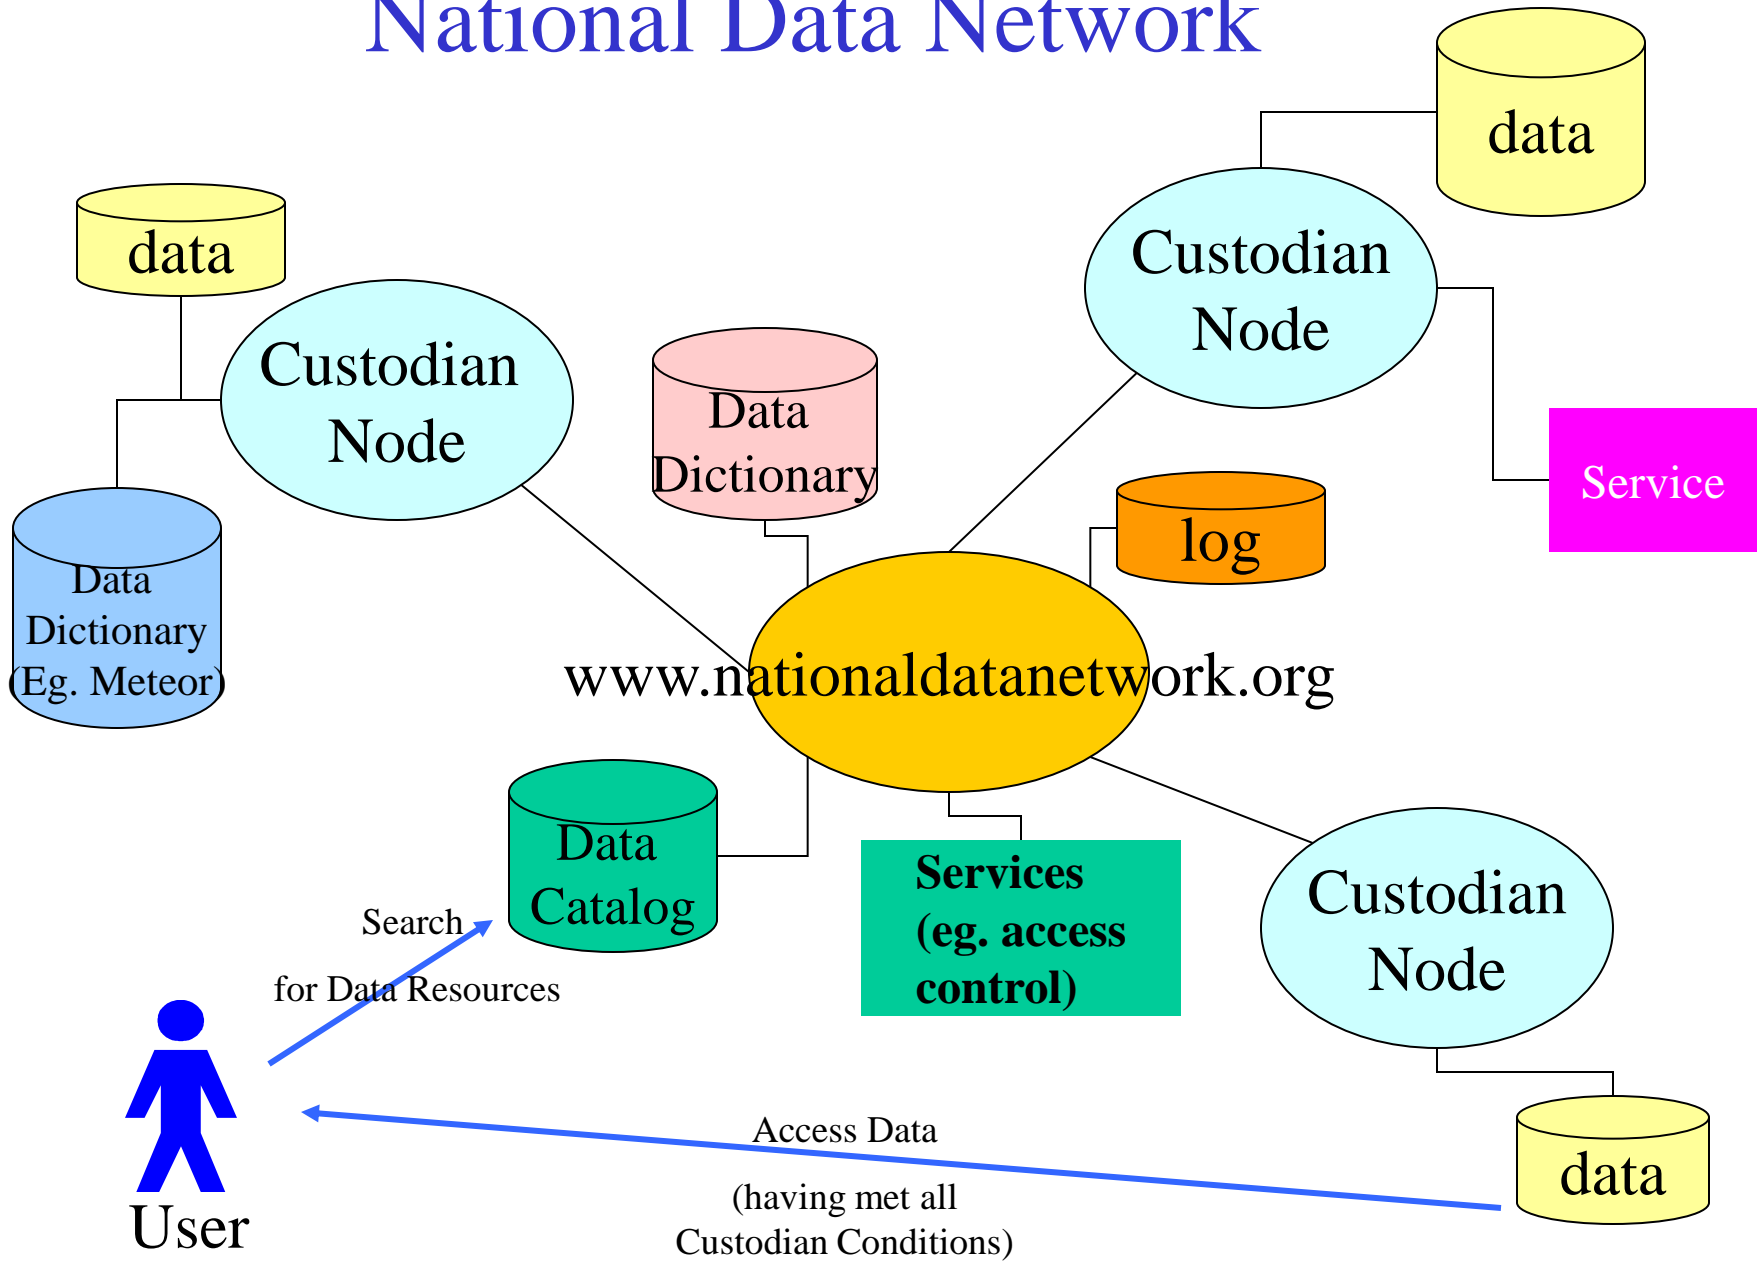 National Data Network
data
data
Custodian
Node
Custodian
Node
Data
Dictionary
Service
log
Data
Dictionary
(Eg. Meteor)
www.nationaldatanetwork.org
Data
Catalog
Services
(eg. access
control)
Custodian
Node
Search
for Data Resources
Access Data
(having met all
Custodian Conditions)
data
User